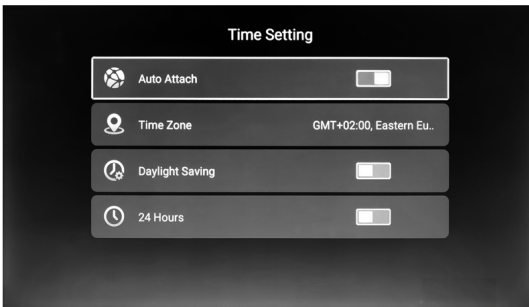 Time Setting
Auto Attach
Time Zone GMT+02:00, Eastern Eu..
Daylight Saving
24 Hours